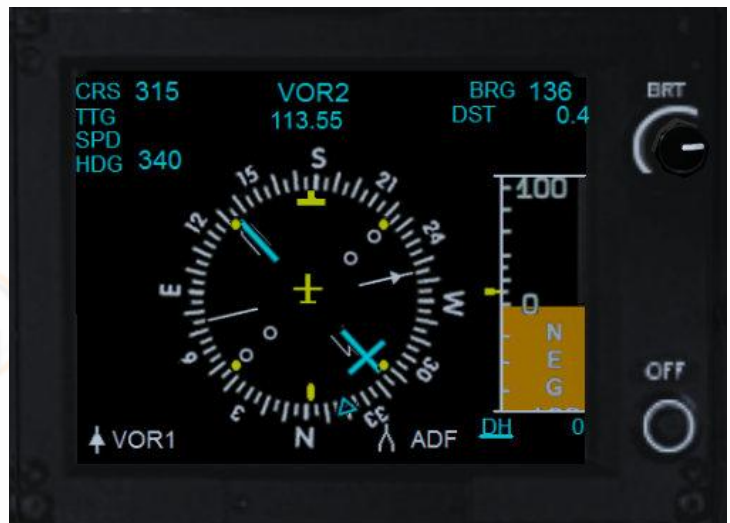 CRS 315
VOR2
BRG 136
BRT
TTG
113.55
DST 0.4
SPD
HDG 340
S
15
21
12
24
E
W
6
30
3
33
N
100
0
N
E
G
OFF
VOR1
ADF
DH 0